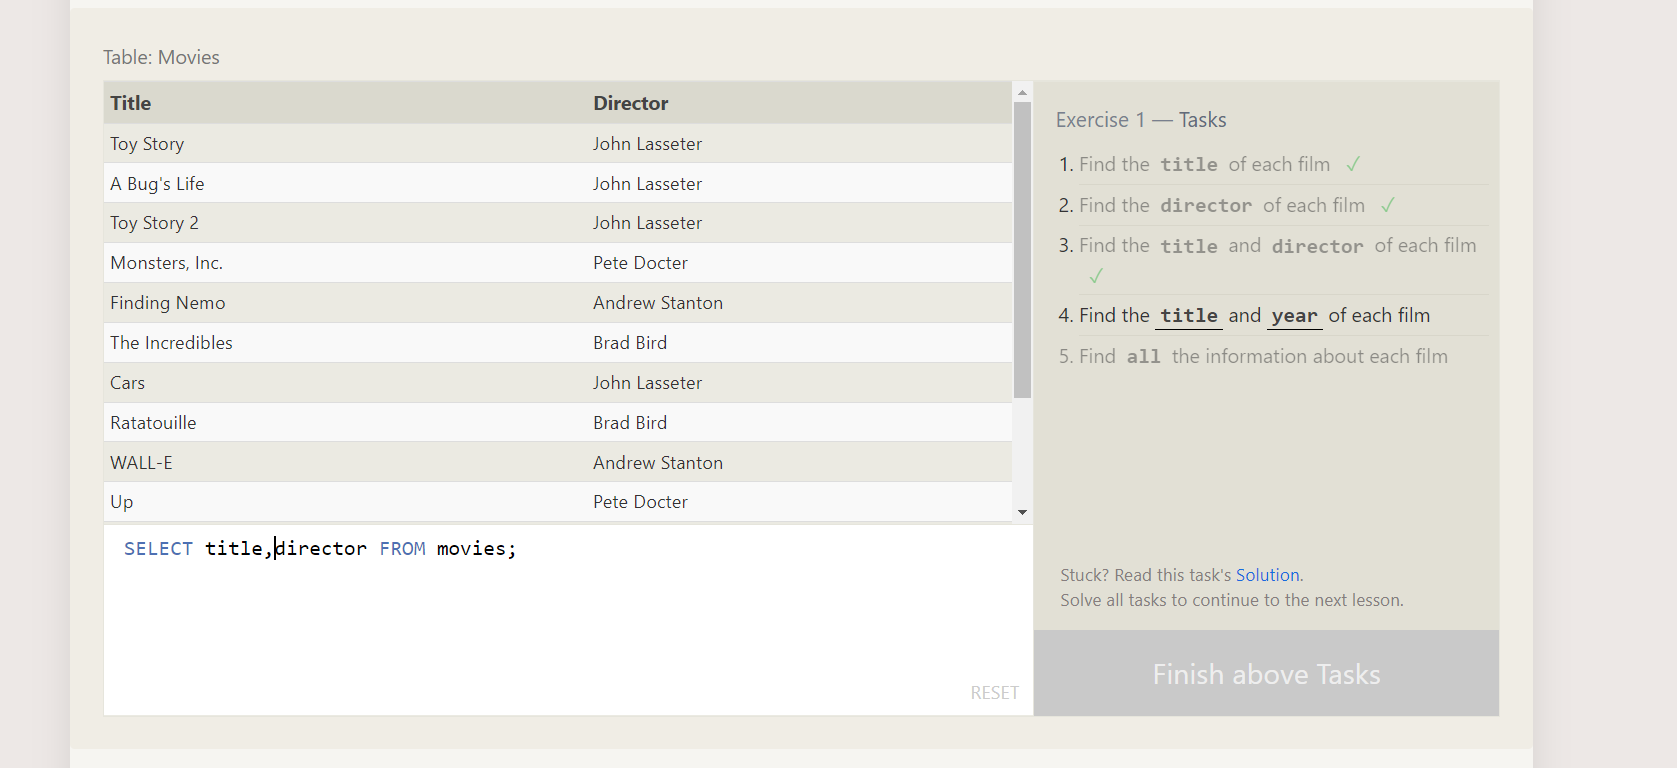 Table: Movies
Title Director
Toy Story John Lasseter
A Bug's Life John Lasseter
Toy Story 2 John Lasseter
Monsters, Inc. Pete Docter
Finding Nemo Andrew Stanton
The Incredibles Brad Bird
Cars John Lasseter
Ratatouille Brad Bird
WALL-E Andrew Stanton
Up Pete Docter
SELECT title,director FROM movies;
RESET
Exercise 1 — Tasks
1. Find the title of each film ✓
2. Find the director of each film ✓
3. Find the title and director of each film
✓
4. Find the title and year of each film
5. Find all the information about each film
Stuck? Read this task's Solution.
Solve all tasks to continue to the next lesson.
Finish above Tasks